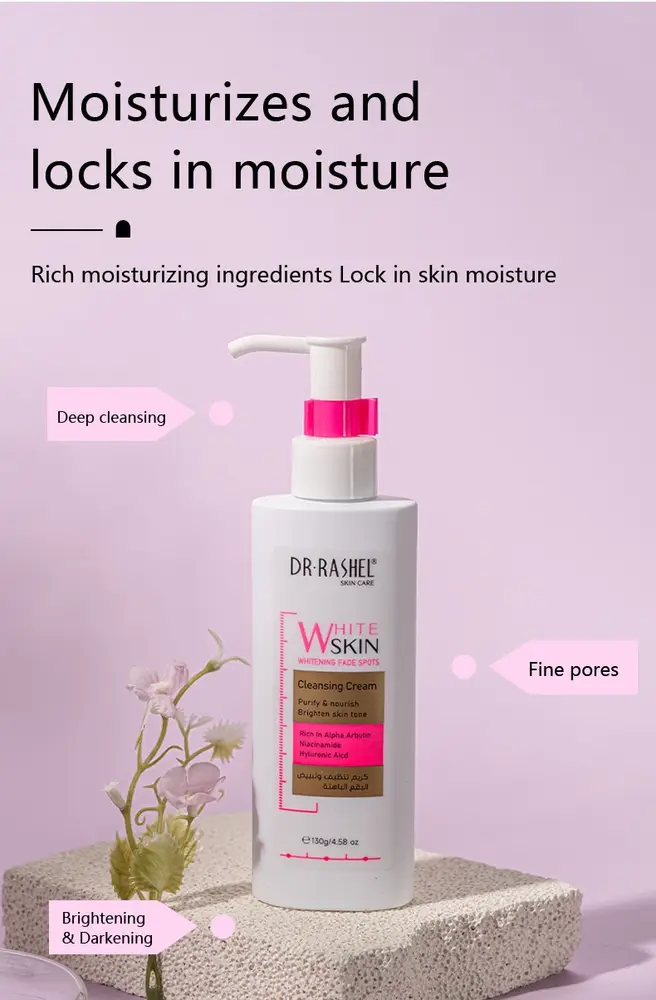 Moisturizes and
locks in moisture
Rich moisturizing ingredients Lock in skin moisture
Deep cleansing
DR·RASHEL®
SKIN CARE
WHITE
SKIN
WHITENING FADE SPOTS
Fine pores
Cleansing Cream
Purify & nourish
Brighten skin tone
Rich In Alpha Arbutin
Niacinamide
Hyluronic Aicd
كريم تنظيف وتبييض
البقع الباهتة
℮130g/4.58 oz
Brightening
& Darkening